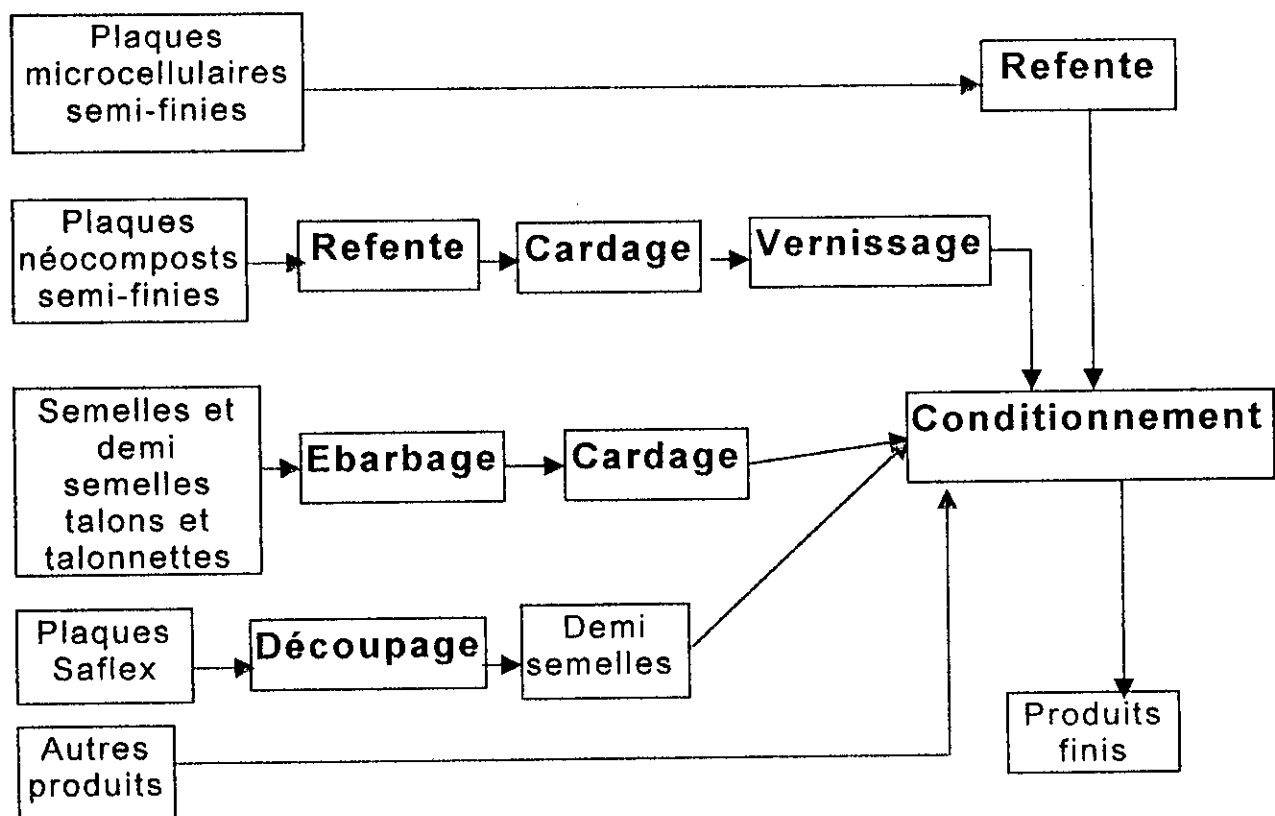 Plaques
microcellulaires
semi-finies
Refente
Plaques
néocomposts
semi-finies
Refente
Cardage
Vernissage
Semelles et
demi
semelles
talons et
talonnettes
Ebarbage
Cardage
Conditionnement
Plaques
Saflex
Découpage
Demi
semelles
Autres
produits
Produits
finis